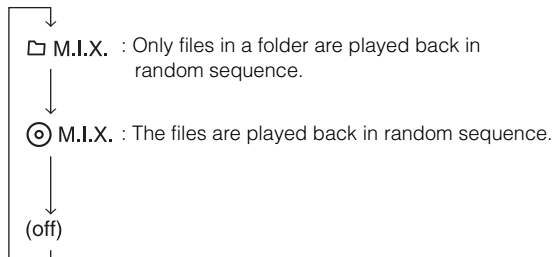 M.I.X. : Only files in a folder are played back in
random sequence.
M.I.X. : The files are played back in random sequence.
(off)